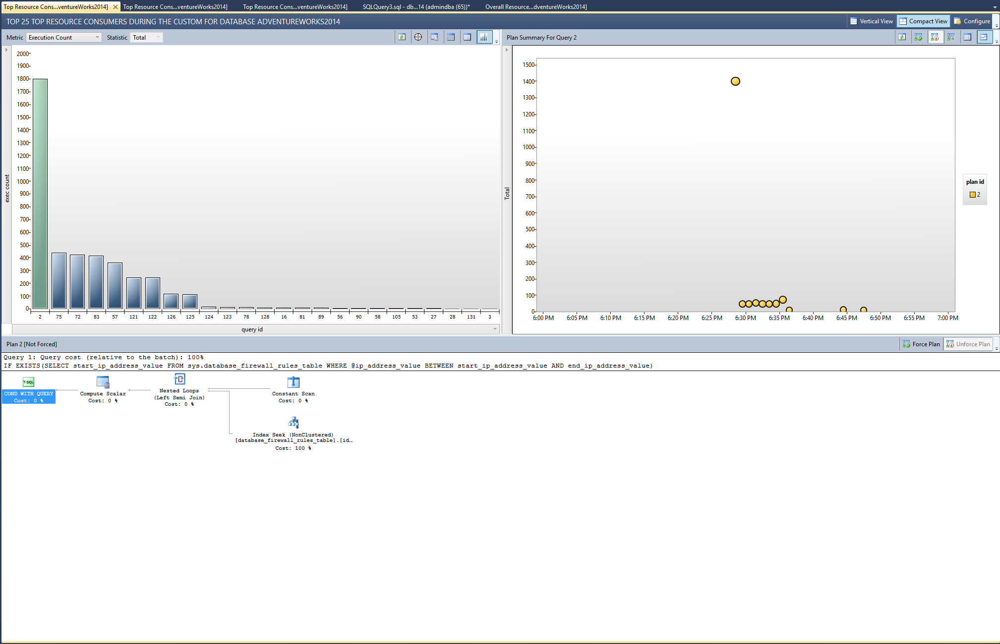 Top Resource Cons...ventureWorks2014]
Top Resource Cons...ventureWorks2014]
Top Resource Cons...ventureWorks2014]
SQLQuery3.sql - db...14 (admindba (65))*
Overall Resource...dventureWorks2014]
TOP 25 TOP RESOURCE CONSUMERS DURING THE CUSTOM FOR DATABASE ADVENTUREWORKS2014
Vertical View
Compact View
Configure
Metric Execution Count
Statistic Total
2000
1900
1800
1700
1600
1500
1400
1300
1200
1100
1000
900
800
700
600
500
400
300
200
100
0
exec count
2 75 72 83 57 121 122 126 125 124 123 78 128 16 81 89 56 90 58 105 53 27 28 131 3
query id
Plan Summary For Query 2
1500
1400
1300
1200
1100
1000
900
800
700
600
500
400
300
200
100
0
Total
6:00 PM 6:05 PM 6:10 PM 6:15 PM 6:20 PM 6:25 PM 6:30 PM 6:35 PM 6:40 PM 6:45 PM 6:50 PM 6:55 PM 7:00 PM
plan id
2
Plan 2 [Not Forced]
Force Plan
Unforce Plan
Query 1: Query cost (relative to the batch): 100%
IF EXISTS(SELECT start_ip_address_value FROM sys.database_firewall_rules_table WHERE @ip_address_value BETWEEN start_ip_address_value AND end_ip_address_value)
T-SQL
COND WITH QUERY
Cost: 0 %
Compute Scalar
Cost: 0 %
Nested Loops
(Left Semi Join)
Cost: 0 %
Constant Scan
Cost: 0 %
Index Seek (NonClustered)
[database_firewall_rules_table].[id…
Cost: 100 %